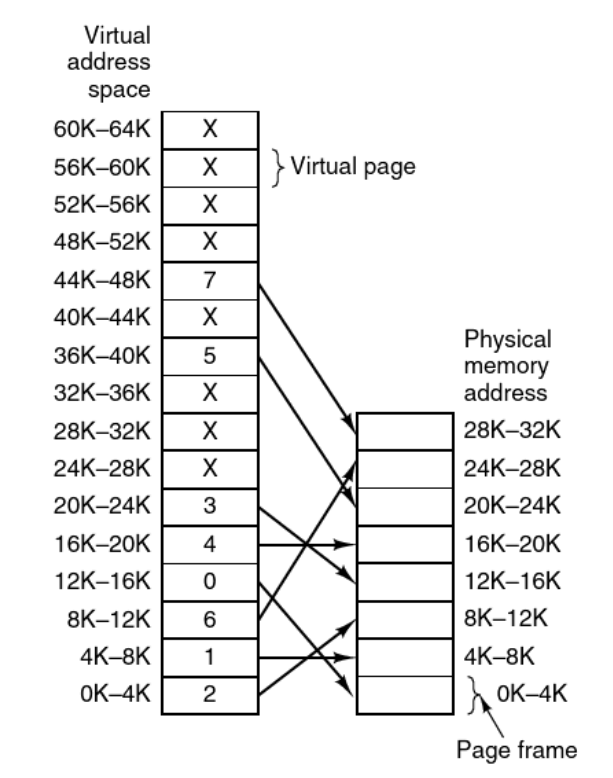 Virtual
address
space
60K–64K X
56K–60K X Virtual page
52K–56K X
48K–52K X
44K–48K 7
40K–44K X
36K–40K 5
32K–36K X
28K–32K X
24K–28K X
20K–24K 3
16K–20K 4
12K–16K 0
8K–12K 6
4K–8K 1
0K–4K 2
Physical
memory
address
28K–32K
24K–28K
20K–24K
16K–20K
12K–16K
8K–12K
4K–8K
0K–4K
Page frame